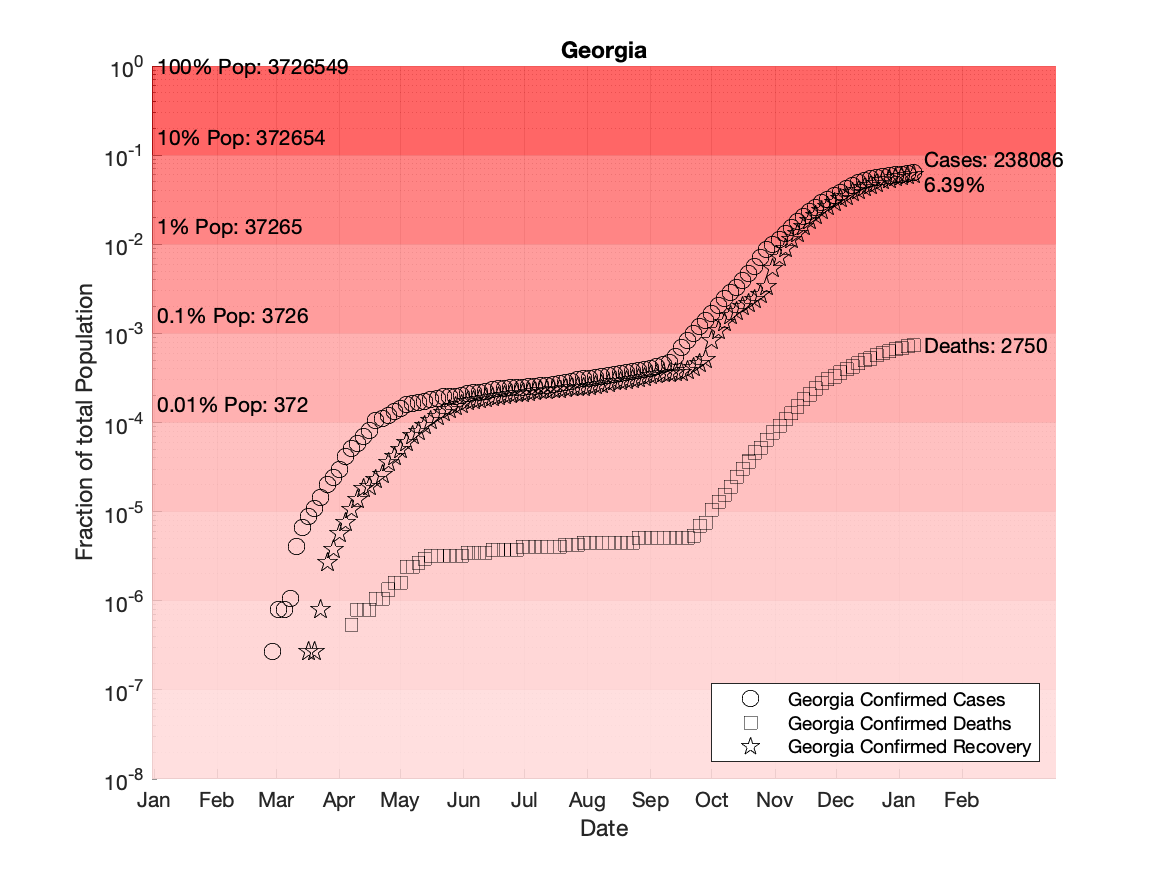 Georgia
10^0
100% Pop: 3726549
10% Pop: 372654
10^-1
Cases: 238086
6.39%
1% Pop: 37265
10^-2
0.1% Pop: 3726
10^-3
Deaths: 2750
0.01% Pop: 372
10^-4
10^-5
10^-6
10^-7
10^-8
Fraction of total Population
Georgia Confirmed Cases
Georgia Confirmed Deaths
Georgia Confirmed Recovery
Jan Feb Mar Apr May Jun Jul Aug Sep Oct Nov Dec Jan Feb
Date